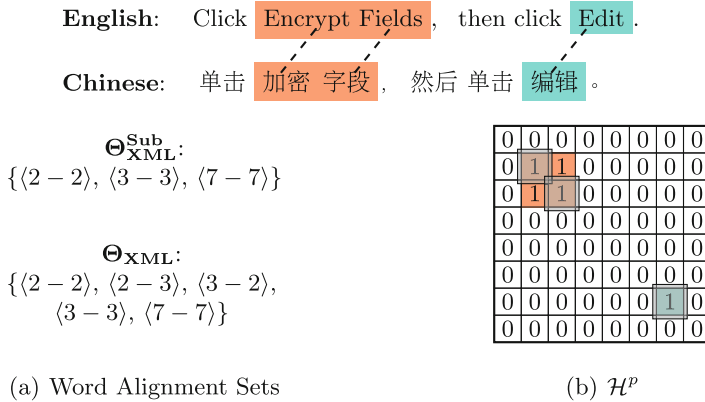 English: Click Encrypt Fields, then click Edit.
Chinese: 单击 加密 字段, 然后 单击 编辑 。
Θ^Sub_XML:
{⟨2 − 2⟩, ⟨3 − 3⟩, ⟨7 − 7⟩}
Θ_XML:
{⟨2 − 2⟩, ⟨2 − 3⟩, ⟨3 − 2⟩,
⟨3 − 3⟩, ⟨7 − 7⟩}
(a) Word Alignment Sets
0 0 0 0 0 0 0 0
0 1 1 0 0 0 0 0
0 1 1 0 0 0 0 0
0 0 0 0 0 0 0 0
0 0 0 0 0 0 0 0
0 0 0 0 0 0 0 0
0 0 0 0 0 0 1 0
0 0 0 0 0 0 0 0
(b) ℋ^p